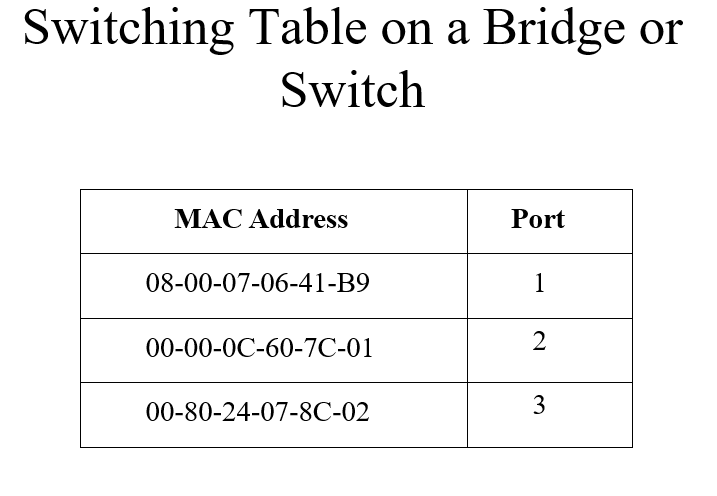 Switching Table on a Bridge or
Switch
MAC Address Port
08-00-07-06-41-B9 1
00-00-0C-60-7C-01 2
00-80-24-07-8C-02 3